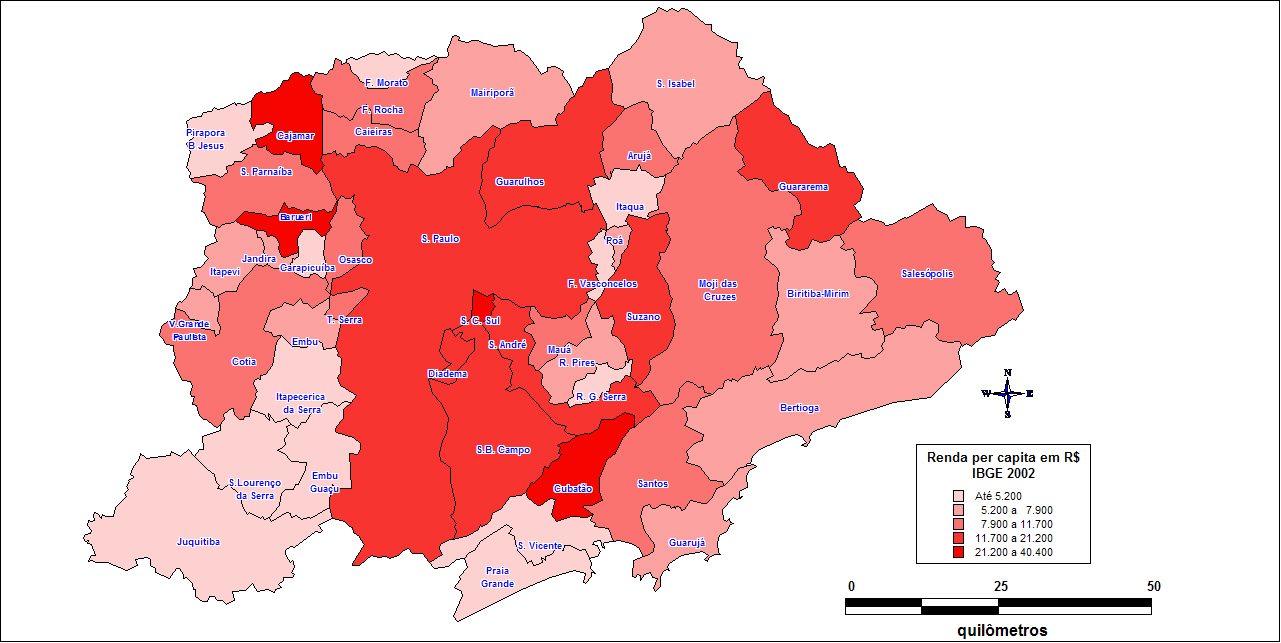 F. Morato
Mairiporã
S. Isabel
F. Rocha
Pirapora
B Jesus
Cajamar
Caieiras
Arujá
S. Parnaíba
Guarulhos
Guararema
Itaqua
Barueri
S. Paulo
Poá
Jandira
Osasco
Carapicuíba
Itapevi
Salesópolis
F. Vasconcelos
Moji das
Cruzes
Biritiba-Mirim
V.Grande
Paulista
T. Serra
S. C. Sul
Suzano
Embu
S. André
Mauá
Cotia
R. Pires
Diadema
Itapecerica
da Serra
R. G. Serra
Bertioga
S.B. Campo
Embu
Guaçu
S.Lourenço
da Serra
Cubatão
Santos
Juquitiba
S. Vicente
Guarujá
Praia
Grande
N
W E
S
Renda per capita em R$
IBGE 2002
Até 5.200
5.200 a 7.900
7.900 a 11.700
11.700 a 21.200
21.200 a 40.400
0 25 50
quilômetros